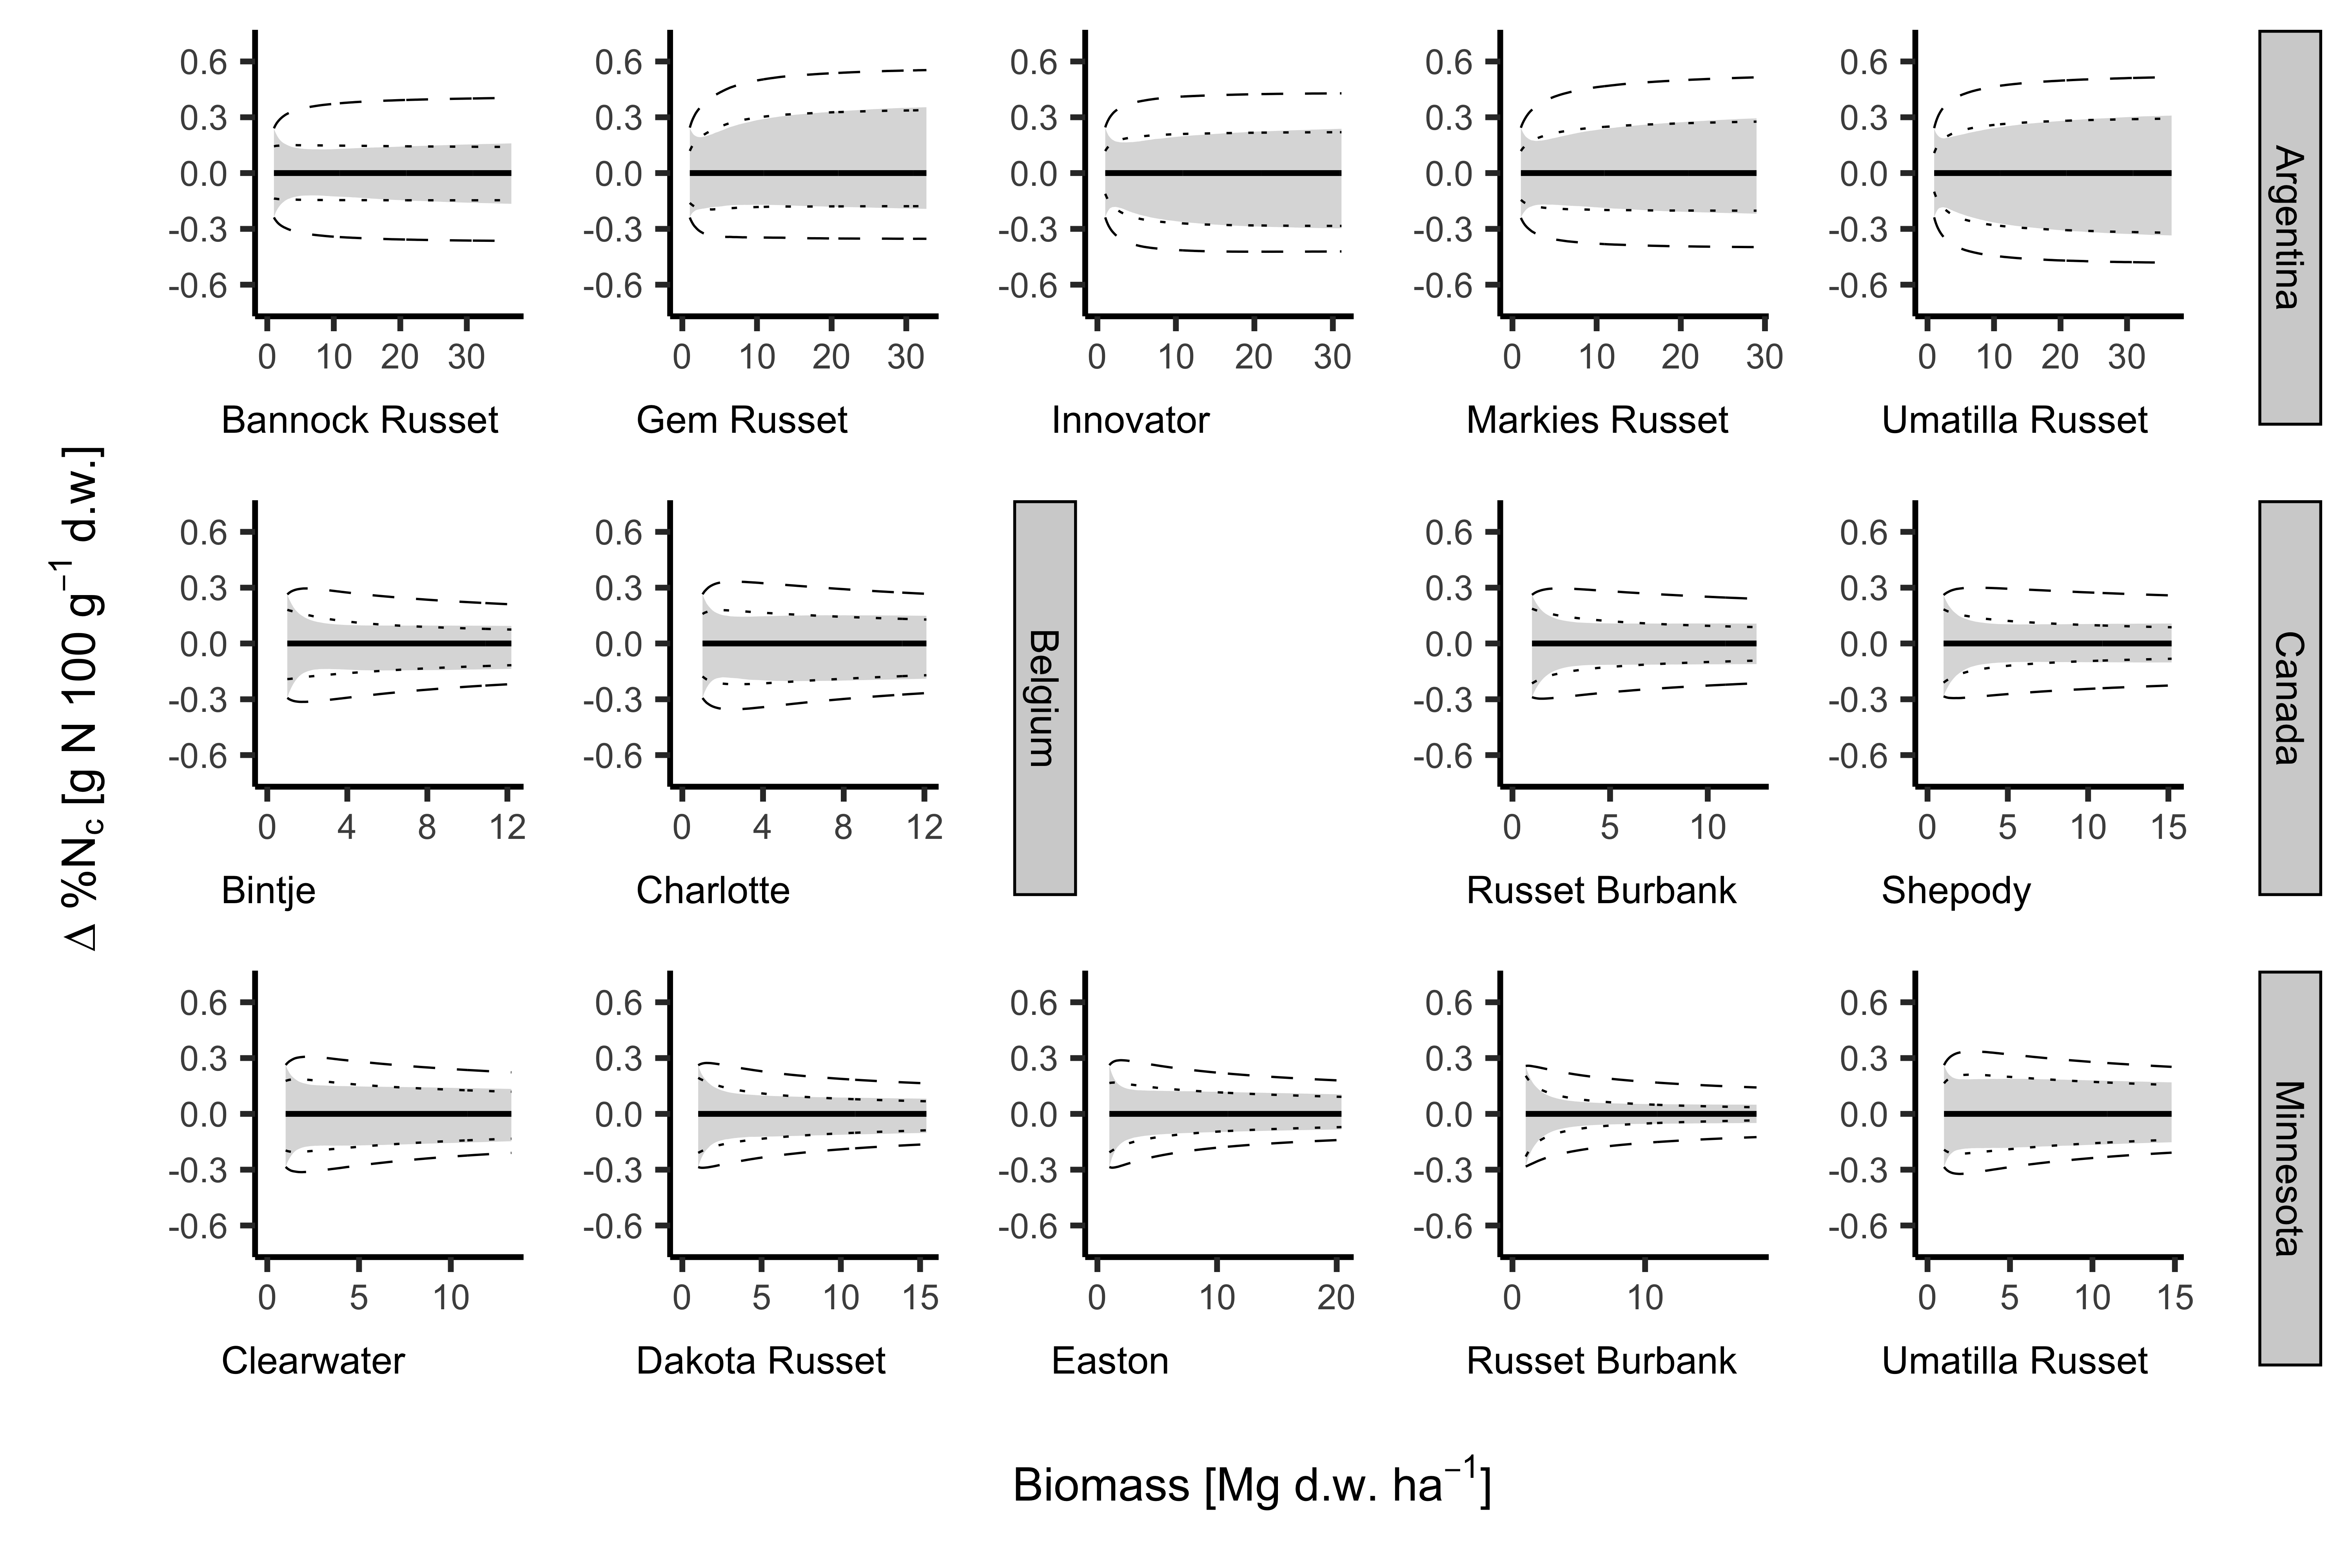 Δ %Nc [g N 100 g−1 d.w.]
0.6 0.6 0.6 0.6 0.6
0.3 0.3 0.3 0.3 0.3
0.0 0.0 0.0 0.0 0.0
-0.3 -0.3 -0.3 -0.3 -0.3
-0.6 -0.6 -0.6 -0.6 -0.6
0 10 20 30 0 10 20 30 0 10 20 30 0 10 20 30 0 10 20 30
Bannock Russet Gem Russet Innovator Markies Russet Umatilla Russet
Argentina
0.6 0.6 0.6 0.6
0.3 0.3 0.3 0.3
0.0 0.0 0.0 0.0
-0.3 -0.3 -0.3 -0.3
-0.6 -0.6 -0.6 -0.6
0 4 8 12 0 4 8 12 0 5 10 0 5 10 15
Bintje Charlotte Russet Burbank Shepody
Belgium
Canada
0.6 0.6 0.6 0.6 0.6
0.3 0.3 0.3 0.3 0.3
0.0 0.0 0.0 0.0 0.0
-0.3 -0.3 -0.3 -0.3 -0.3
-0.6 -0.6 -0.6 -0.6 -0.6
0 5 10 0 5 10 15 0 10 20 0 10 0 5 10 15
Clearwater Dakota Russet Easton Russet Burbank Umatilla Russet
Minnesota
Biomass [Mg d.w. ha−1]